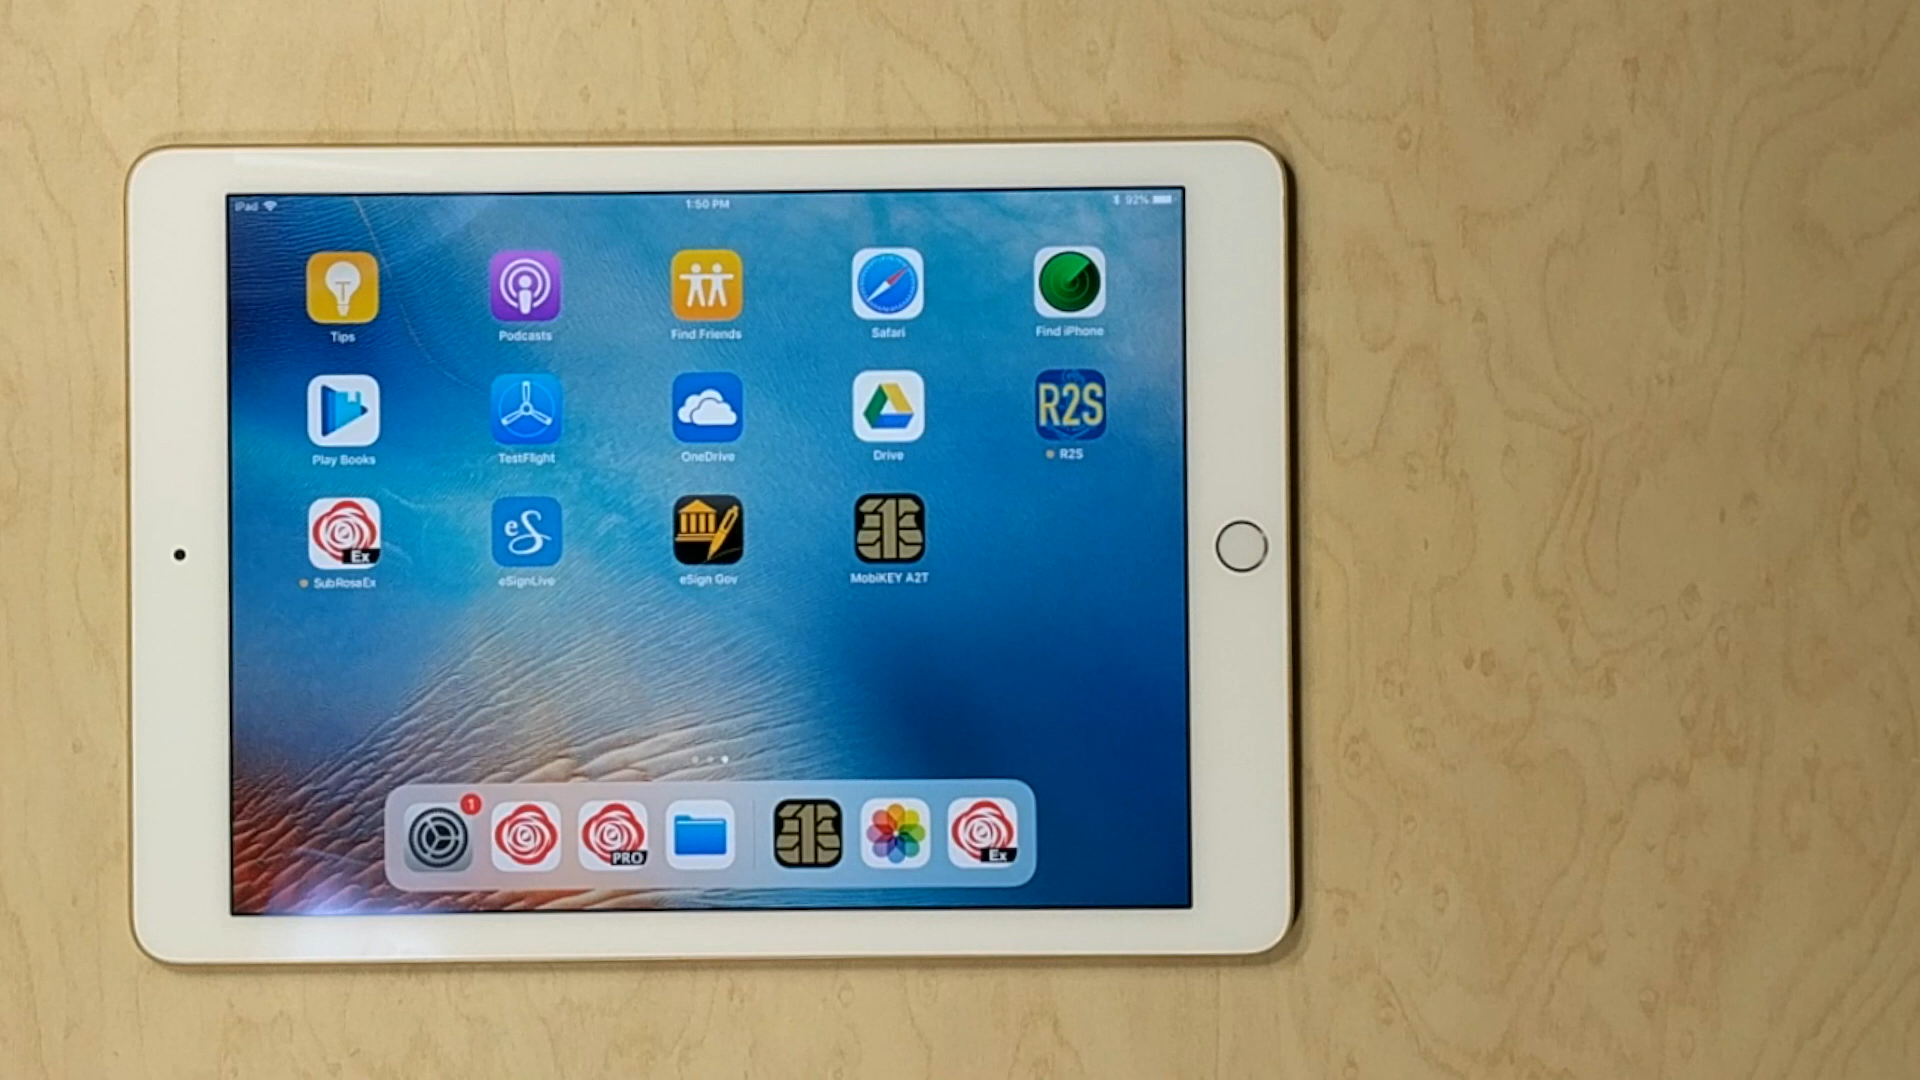 iPad 1:50 PM 92%
Tips Podcasts Find Friends Safari Find iPhone
R2S
Play Books TestFlight OneDrive Drive R2S
Ex eS
SubRosaEx eSignLive eSign Gov MobiKEY A2T
1
PRO Ex